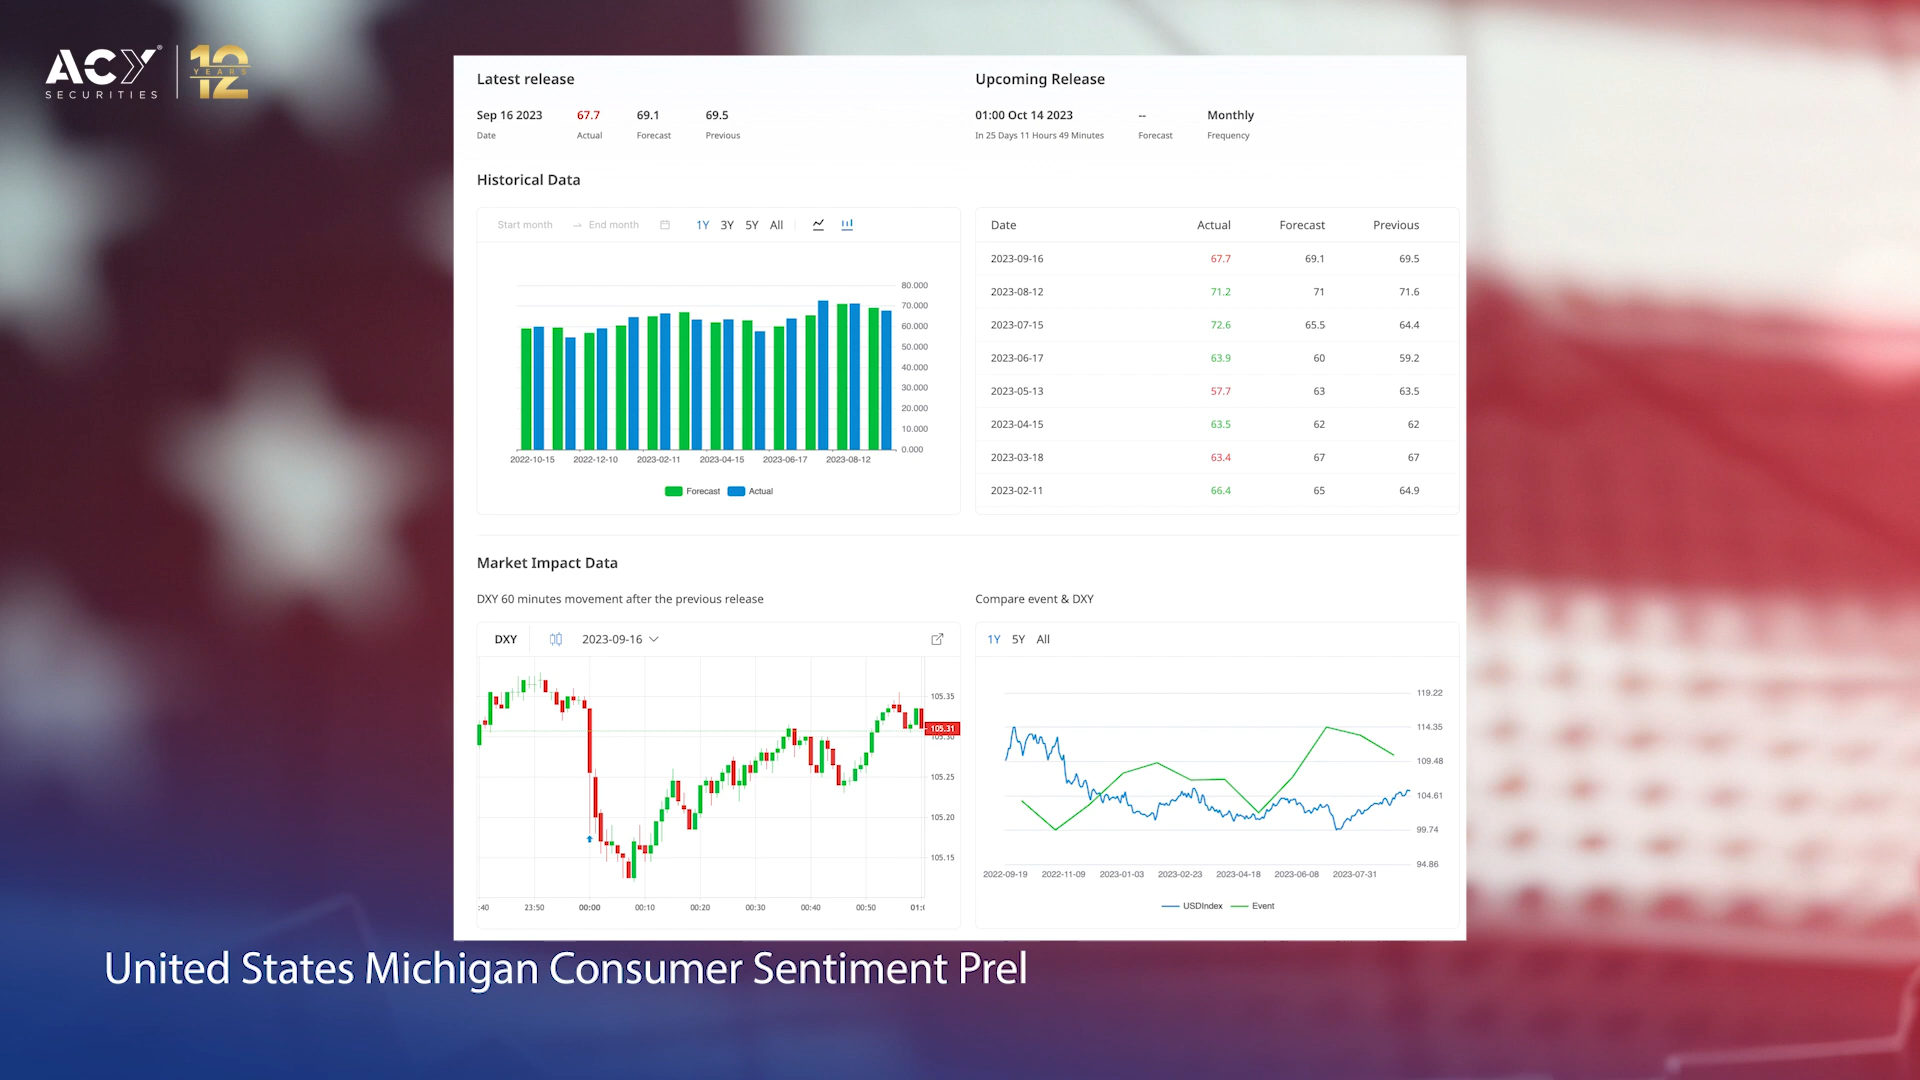 ACY® 12
SECURITIES YEARS
Latest release
Sep 16 2023 67.7 69.1 69.5
Date Actual Forecast Previous
Upcoming Release
01:00 Oct 14 2023 -- Monthly
In 25 Days 11 Hours 49 Minutes Forecast Frequency
Historical Data
Start month → End month 1Y 3Y 5Y All
80.000
70.000
60.000
50.000
40.000
30.000
20.000
10.000
0.000
2022-10-15 2022-12-10 2023-02-11 2023-04-15 2023-06-17 2023-08-12
Forecast Actual
Date Actual Forecast Previous
2023-09-16 67.7 69.1 69.5
2023-08-12 71.2 71 71.6
2023-07-15 72.6 65.5 64.4
2023-06-17 63.9 60 59.2
2023-05-13 57.7 63 63.5
2023-04-15 63.5 62 62
2023-03-18 63.4 67 67
2023-02-11 66.4 65 64.9
Market Impact Data
DXY 60 minutes movement after the previous release
DXY 2023-09-16
105.35
105.31
105.30
105.25
105.20
105.15
:40 23:50 00:00 00:10 00:20 00:30 00:40 00:50 01:
Compare event & DXY
1Y 5Y All
119.22
114.35
109.48
104.61
99.74
94.86
2022-09-19 2022-11-09 2023-01-03 2023-02-23 2023-04-18 2023-06-08 2023-07-31
USDIndex Event
United States Michigan Consumer Sentiment Prel